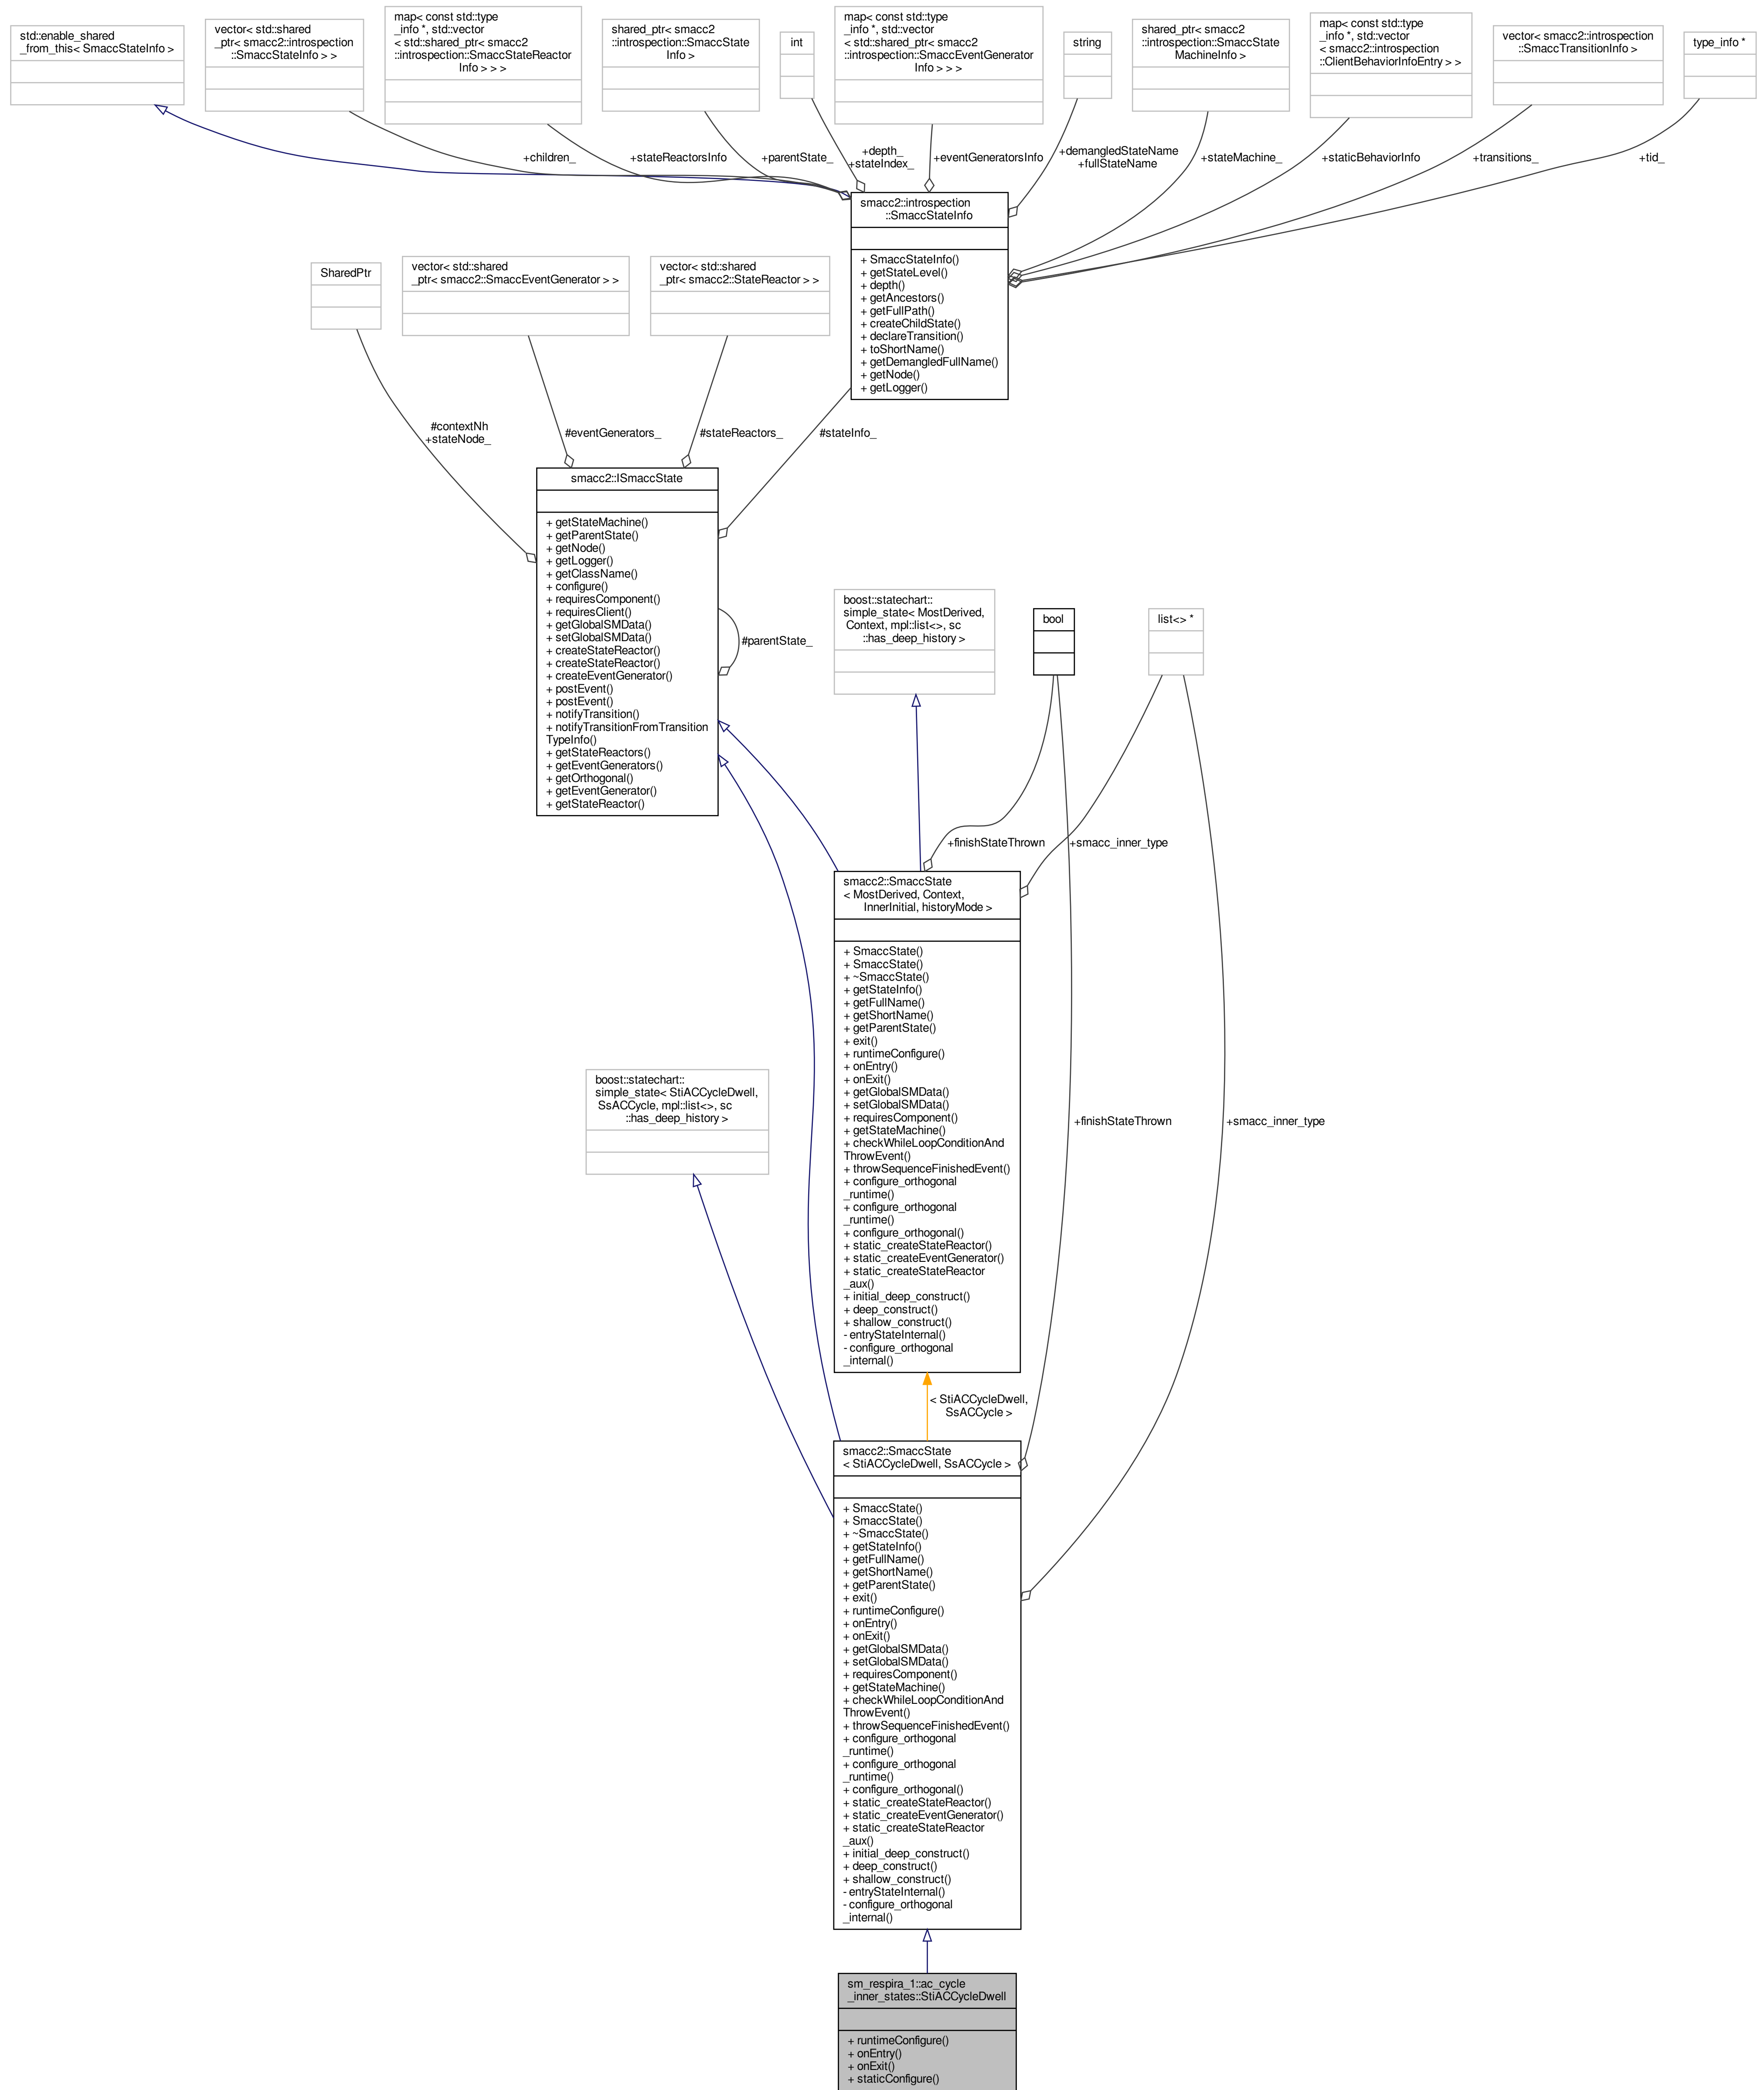 std::enable_shared
_from_this< SmaccStateInfo >
vector< std::shared
_ptr< smacc2::introspection
::SmaccStateInfo > >
map< const std::type
_info *, std::vector
< std::shared_ptr< smacc2
::introspection::SmaccStateReactor
Info > > >
shared_ptr< smacc2
::introspection::SmaccState
Info >
int
map< const std::type
_info *, std::vector
< std::shared_ptr< smacc2
::introspection::SmaccEventGenerator
Info > > >
string
shared_ptr< smacc2
::introspection::SmaccState
MachineInfo >
map< const std::type
_info *, std::vector
< smacc2::introspection
::ClientBehaviorInfoEntry > >
vector< smacc2::introspection
::SmaccTransitionInfo >
type_info *
+children_
+stateReactorsInfo
+parentState_
+depth_
+stateIndex_
+eventGeneratorsInfo
+demangledStateName
+fullStateName
+stateMachine_
+staticBehaviorInfo
+transitions_
+tid_
smacc2::introspection
::SmaccStateInfo
+ SmaccStateInfo()
+ getStateLevel()
+ depth()
+ getAncestors()
+ getFullPath()
+ createChildState()
+ declareTransition()
+ toShortName()
+ getDemangledFullName()
+ getNode()
+ getLogger()
SharedPtr
vector< std::shared
_ptr< smacc2::SmaccEventGenerator > >
vector< std::shared
_ptr< smacc2::StateReactor > >
#contextNh
+stateNode_
#eventGenerators_
#stateReactors_
#stateInfo_
smacc2::ISmaccState
+ getStateMachine()
+ getParentState()
+ getNode()
+ getLogger()
+ getClassName()
+ configure()
+ requiresComponent()
+ requiresClient()
+ getGlobalSMData()
+ setGlobalSMData()
+ createStateReactor()
+ createStateReactor()
+ createEventGenerator()
+ postEvent()
+ postEvent()
+ notifyTransition()
+ notifyTransitionFromTransition
TypeInfo()
+ getStateReactors()
+ getEventGenerators()
+ getOrthogonal()
+ getEventGenerator()
+ getStateReactor()
#parentState_
boost::statechart::
simple_state< MostDerived,
Context, mpl::list<>, sc
::has_deep_history >
bool
list<> *
+finishStateThrown
+smacc_inner_type
smacc2::SmaccState
< MostDerived, Context,
InnerInitial, historyMode >
+ SmaccState()
+ SmaccState()
+ ~SmaccState()
+ getStateInfo()
+ getFullName()
+ getShortName()
+ getParentState()
+ exit()
+ runtimeConfigure()
+ onEntry()
+ onExit()
+ getGlobalSMData()
+ setGlobalSMData()
+ requiresComponent()
+ getStateMachine()
+ checkWhileLoopConditionAnd
ThrowEvent()
+ throwSequenceFinishedEvent()
+ configure_orthogonal
_runtime()
+ configure_orthogonal
_runtime()
+ configure_orthogonal()
+ static_createStateReactor()
+ static_createEventGenerator()
+ static_createStateReactor
_aux()
+ initial_deep_construct()
+ deep_construct()
+ shallow_construct()
- entryStateInternal()
- configure_orthogonal
_internal()
boost::statechart::
simple_state< StiACCycleDwell,
SsACCycle, mpl::list<>, sc
::has_deep_history >
+finishStateThrown
+smacc_inner_type
< StiACCycleDwell,
SsACCycle >
smacc2::SmaccState
< StiACCycleDwell, SsACCycle >
+ SmaccState()
+ SmaccState()
+ ~SmaccState()
+ getStateInfo()
+ getFullName()
+ getShortName()
+ getParentState()
+ exit()
+ runtimeConfigure()
+ onEntry()
+ onExit()
+ getGlobalSMData()
+ setGlobalSMData()
+ requiresComponent()
+ getStateMachine()
+ checkWhileLoopConditionAnd
ThrowEvent()
+ throwSequenceFinishedEvent()
+ configure_orthogonal
_runtime()
+ configure_orthogonal
_runtime()
+ configure_orthogonal()
+ static_createStateReactor()
+ static_createEventGenerator()
+ static_createStateReactor
_aux()
+ initial_deep_construct()
+ deep_construct()
+ shallow_construct()
- entryStateInternal()
- configure_orthogonal
_internal()
sm_respira_1::ac_cycle
_inner_states::StiACCycleDwell
+ runtimeConfigure()
+ onEntry()
+ onExit()
+ staticConfigure()